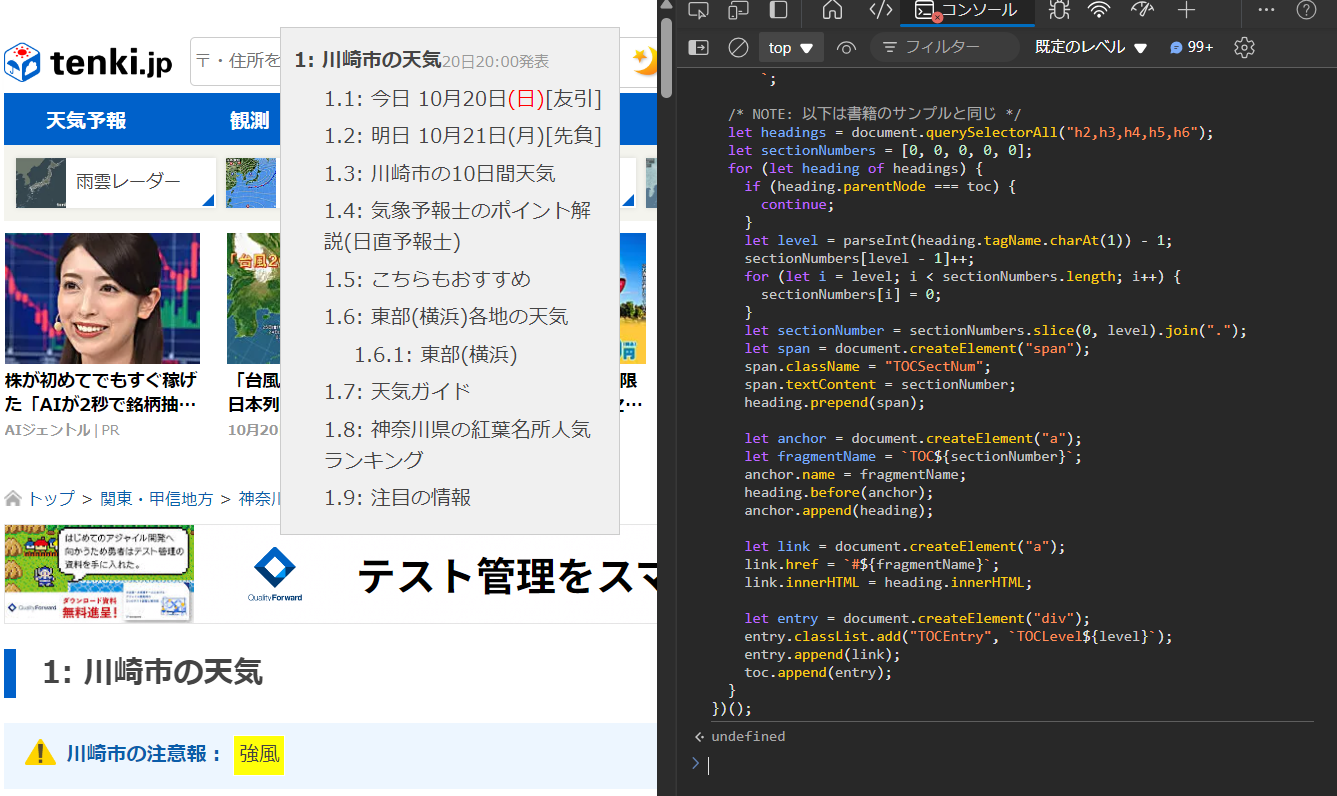 tenki.jp
〒・住所を
天気予報
観測
雨雲レーダー
1: 川崎市の天気20日20:00発表
1.1: 今日 10月20日(日)[友引]
1.2: 明日 10月21日(月)[先負]
1.3: 川崎市の10日間天気
1.4: 気象予報士のポイント解
説(日直予報士)
1.5: こちらもおすすめ
1.6: 東部(横浜)各地の天気
1.6.1: 東部(横浜)
1.7: 天気ガイド
1.8: 神奈川県の紅葉名所人気
ランキング
1.9: 注目の情報
株が初めてでもすぐ稼げ
た「AIが2秒で銘柄抽…
AIジェントル | PR
「台風
日本列
10月20
限
トップ > 関東・甲信地方 > 神奈川
はじめてのアジャイル開発へ
向かうため勇者はテスト管理の
資料を手に入れた。
QualityForward
ダウンロード資料
無料進呈!
QualityForward
テスト管理をスマ
1: 川崎市の天気
川崎市の注意報：
強風
コンソール
top ▼
フィルター
既定のレベル ▼
99+
`;
/* NOTE: 以下は書籍のサンプルと同じ */
let headings = document.querySelectorAll("h2,h3,h4,h5,h6");
let sectionNumbers = [0, 0, 0, 0, 0];
for (let heading of headings) {
if (heading.parentNode === toc) {
continue;
}
let level = parseInt(heading.tagName.charAt(1)) - 1;
sectionNumbers[level - 1]++;
for (let i = level; i < sectionNumbers.length; i++) {
sectionNumbers[i] = 0;
}
let sectionNumber = sectionNumbers.slice(0, level).join(".");
let span = document.createElement("span");
span.className = "TOCSectNum";
span.textContent = sectionNumber;
heading.prepend(span);
let anchor = document.createElement("a");
let fragmentName = `TOC${sectionNumber}`;
anchor.name = fragmentName;
heading.before(anchor);
anchor.append(heading);
let link = document.createElement("a");
link.href = `#${fragmentName}`;
link.innerHTML = heading.innerHTML;
let entry = document.createElement("div");
entry.classList.add("TOCEntry", `TOCLevel${level}`);
entry.append(link);
toc.append(entry);
}
})();
undefined